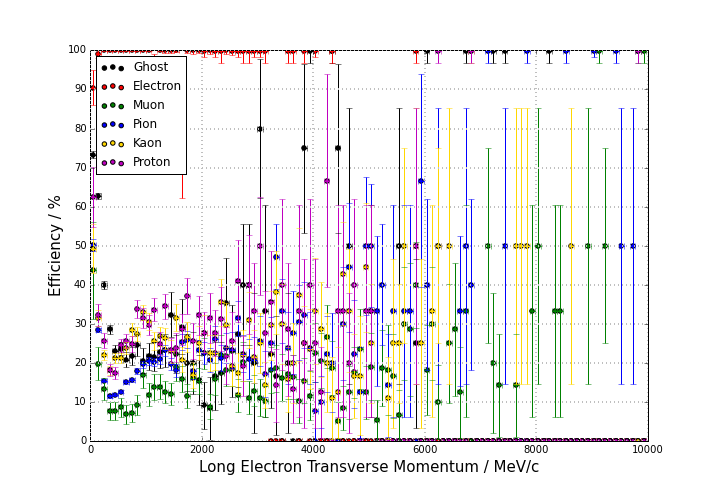 100
90
80
70
60
50
40
30
20
10
0
Efficiency / %
Ghost
Electron
Muon
Pion
Kaon
Proton
0
2000
4000
6000
8000
10000
Long Electron Transverse Momentum / MeV/c